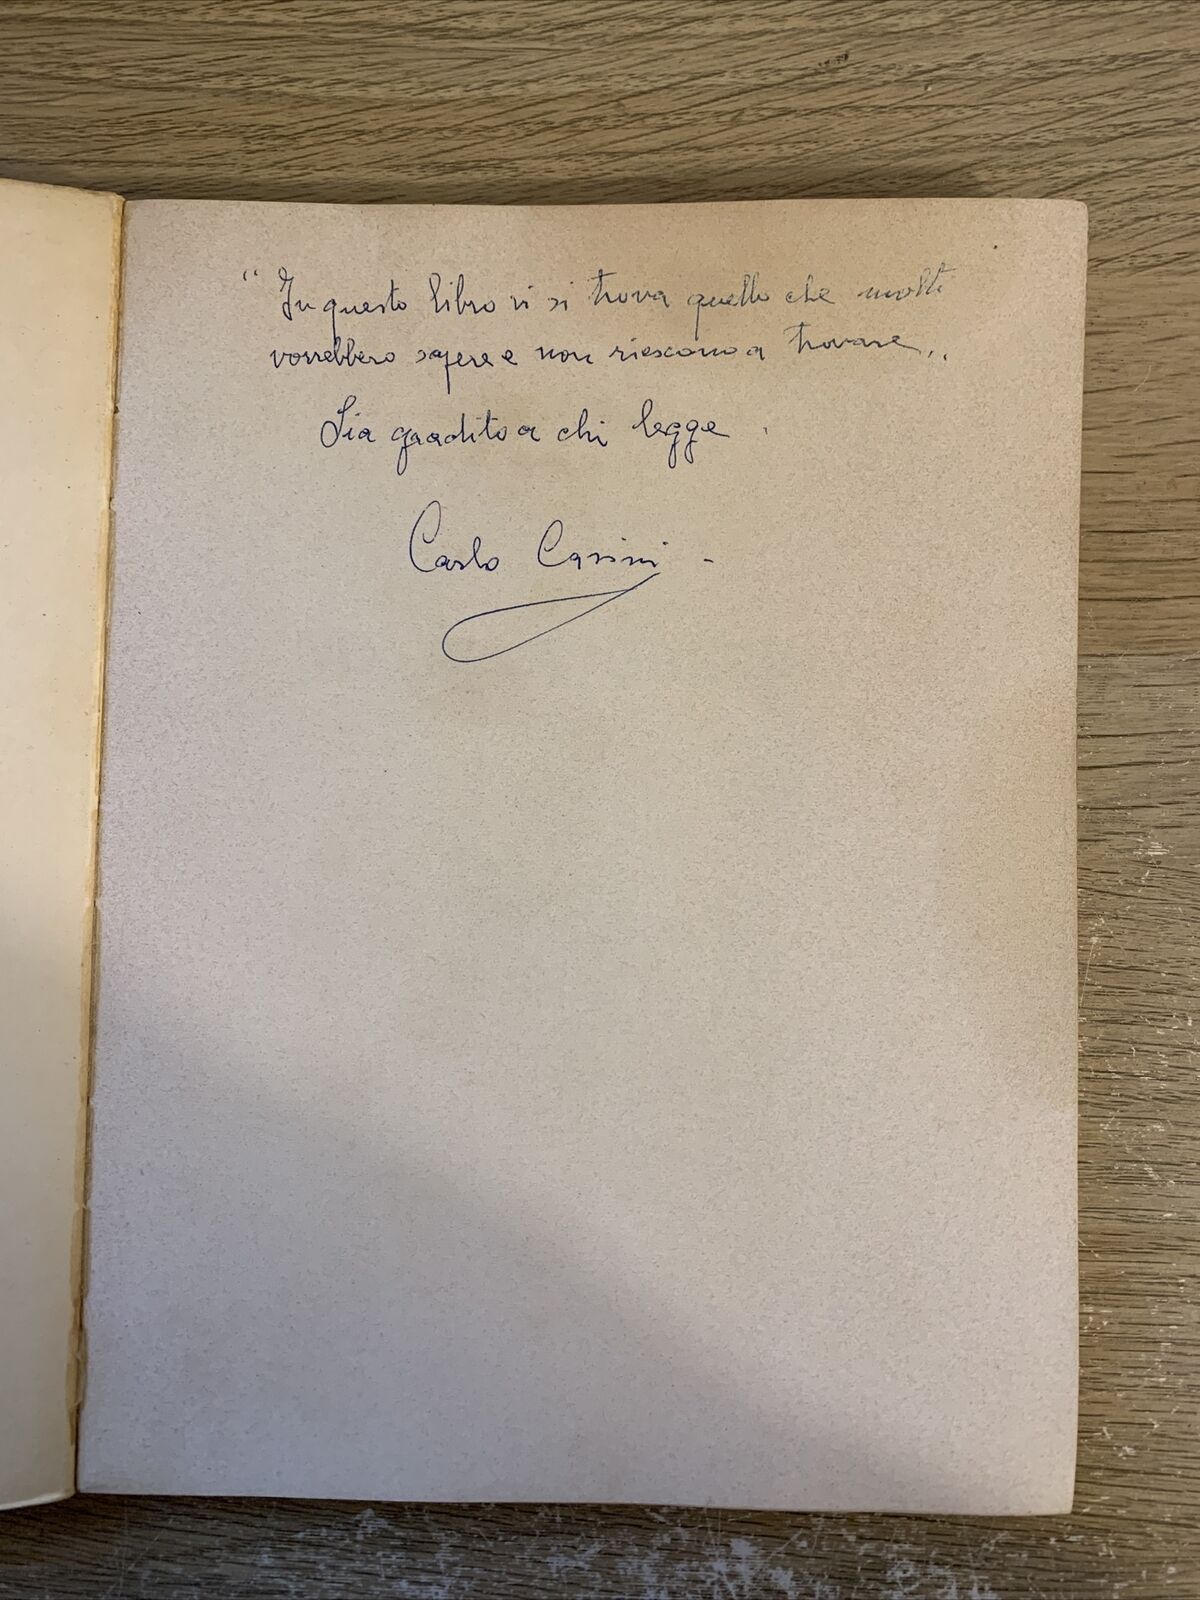 “ In questo libro vi si trova quello che molti
vorrebbero sapere e non riescono a trovare „
Sia gradito a chi legge .
Carlo Casini -